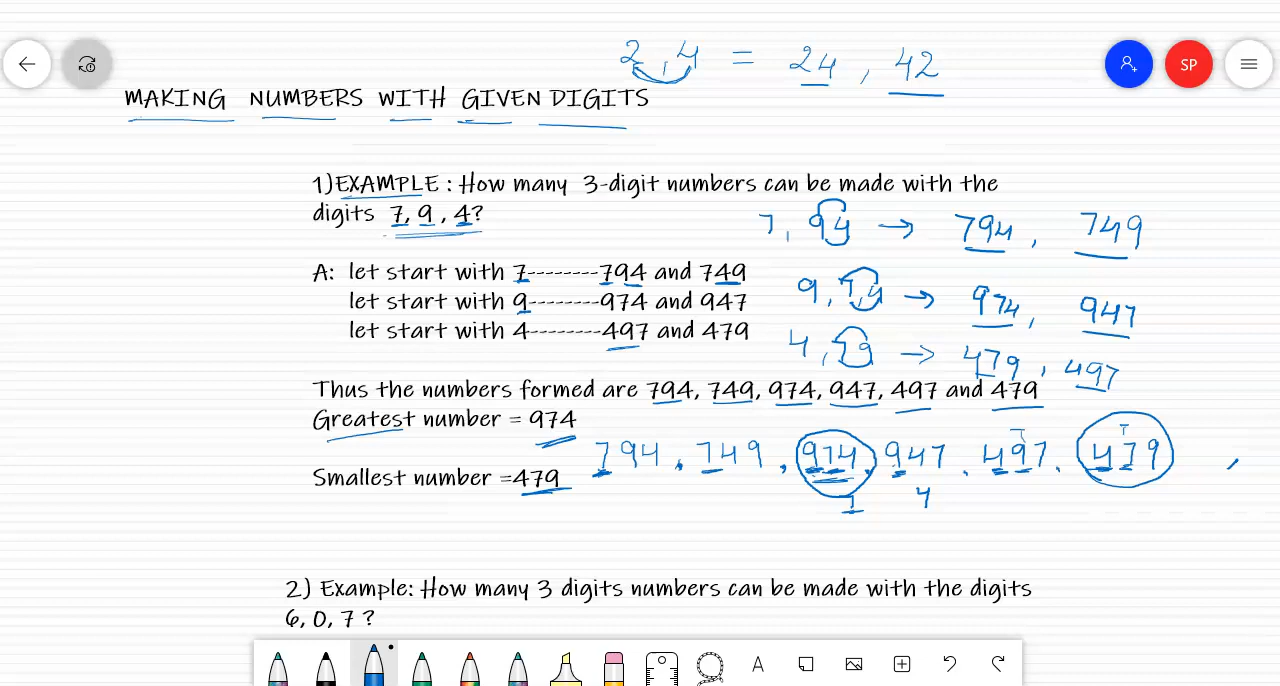 2, 4 = 24, 42
SP
MAKING NUMBERS WITH GIVEN DIGITS
1)EXAMPLE : How many 3-digit numbers can be made with the
digits 7, 9 , 4?
7, 94 → 794, 749
A: let start with 7--------794 and 749
let start with 9--------974 and 947
let start with 4--------497 and 479
9, 74 → 974, 947
4, 79 → 479, 497
Thus the numbers formed are 794, 749, 974, 947, 497 and 479
Greatest number = 974
794, 749, 974, 947, 497, 479,
T T
7 4
Smallest number =479
2) Example: How many 3 digits numbers can be made with the digits
6, 0, 7 ?
A